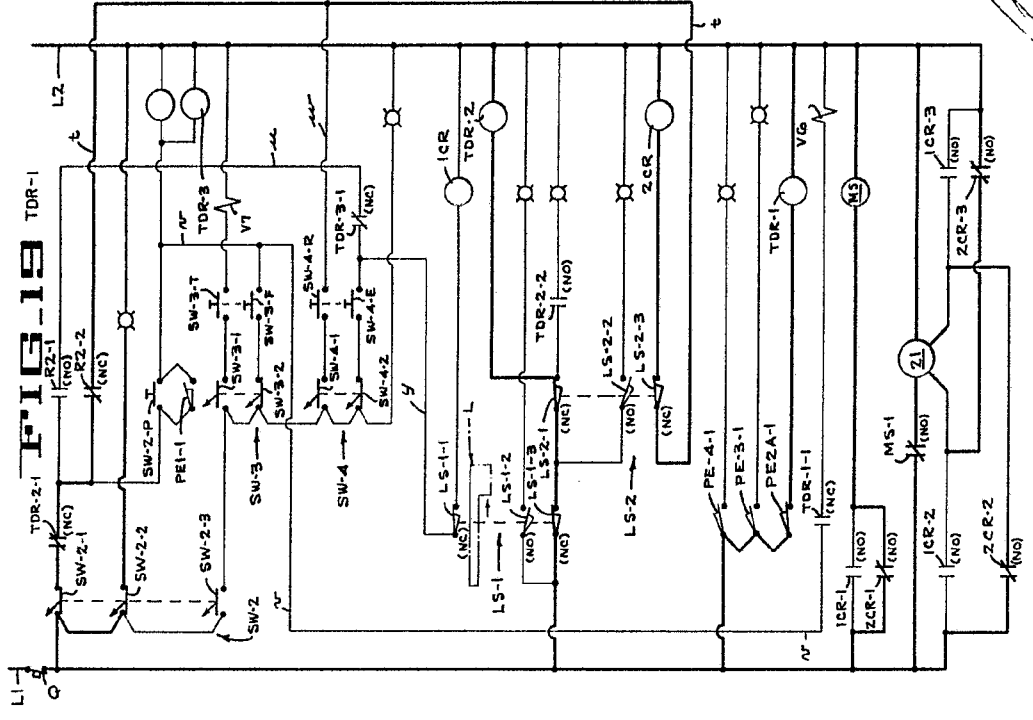 FIG_19
TDR-1
L2
t
t
TDR-3
V7
u
u
v
R2-1
(NO)
R2-2
(NC)
SW-3-T
SW-3-F
SW-4-R
SW-4-E
TDR-3-1
(NC)
SW-2-P
PE1-1
SW-3-1
SW-3-2
SW-4-1
SW-4-2
SW-3
SW-4
TDR-2-1
(NC)
SW-2-1
SW-2-2
SW-2-3
SW-2
v
L1
Q
1CR
TDR-2
2CR
TDR-2-2
(NO)
y
L
LS-1-1
(NC)
LS-1-2
(NO)
LS-1-3
(NC)
LS-1
LS-2-1
(NC)
LS-2-2
(NO)
LS-2-3
(NC)
LS-2
PE-4-1
PE-3-1
PE2A-1
TDR-1
V6
TDR-1-1
(NC)
v
MS
1CR-1
(NO)
2CR-1
(NO)
MS-1
(NO)
21
1CR-2
(NO)
2CR-2
(NO)
1CR-3
(NO)
2CR-3
(NO)